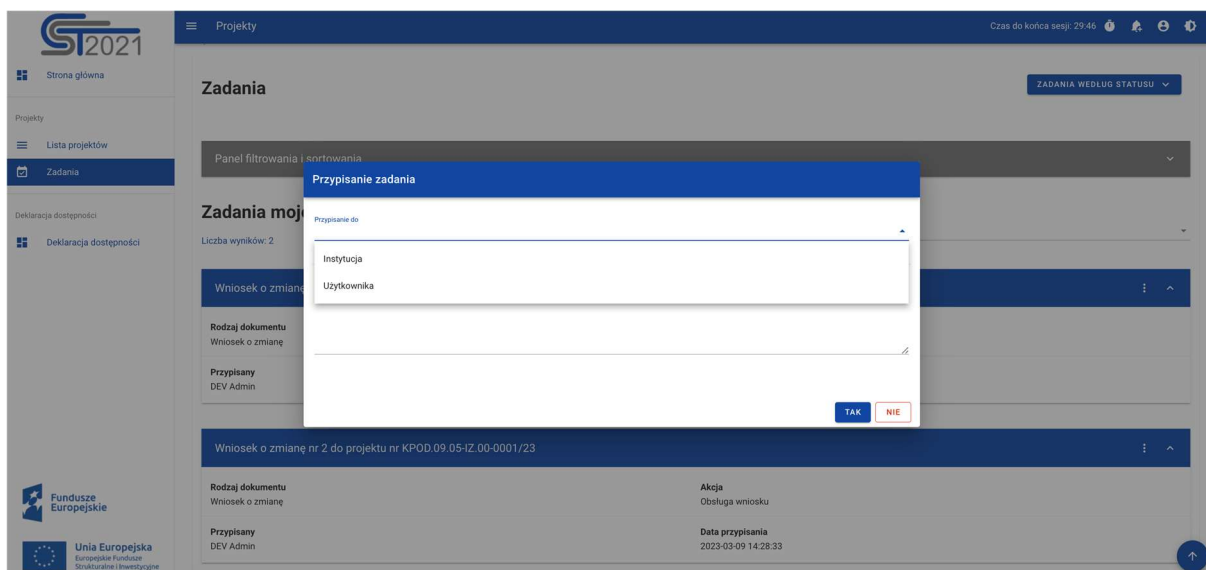 ST2021
Projekty
Czas do końca sesji: 29:46
Strona główna
Projekty
Lista projektów
Zadania
Deklaracja dostępności
Deklaracja dostępności
Zadania
ZADANIA WEDŁUG STATUSU
Panel filtrowania i sortowania
Zadania moj
Liczba wyników: 2
Przypisanie zadania
Przypisanie do
Instytucja
Użytkownika
TAK
NIE
Wniosek o zmianę
Rodzaj dokumentu
Wniosek o zmianę
Przypisany
DEV Admin
Wniosek o zmianę nr 2 do projektu nr KPOD.09.05-IZ.00-0001/23
Rodzaj dokumentu
Wniosek o zmianę
Akcja
Obsługa wniosku
Przypisany
DEV Admin
Data przypisania
2023-03-09 14:28:33
Fundusze
Europejskie
Unia Europejska
Europejskie Fundusze
Strukturalne i Inwestycyjne